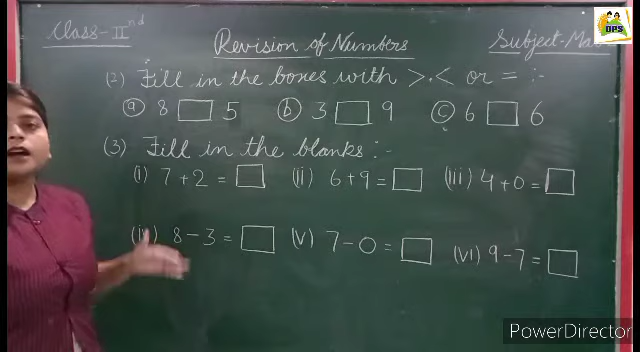 Class-IInd Revision of Numbers Subject-Mat
DPS
(2) Fill in the boxes with >,< or = :-
(a) 8 □ 5 (b) 3 □ 9 (c) 6 □ 6
(3) Fill in the blanks :-
(i) 7+2=□ (ii) 6+9=□ (iii) 4+0=□
(iv) 8-3=□ (v) 7-0=□ (vi) 9-7=□
PowerDirector